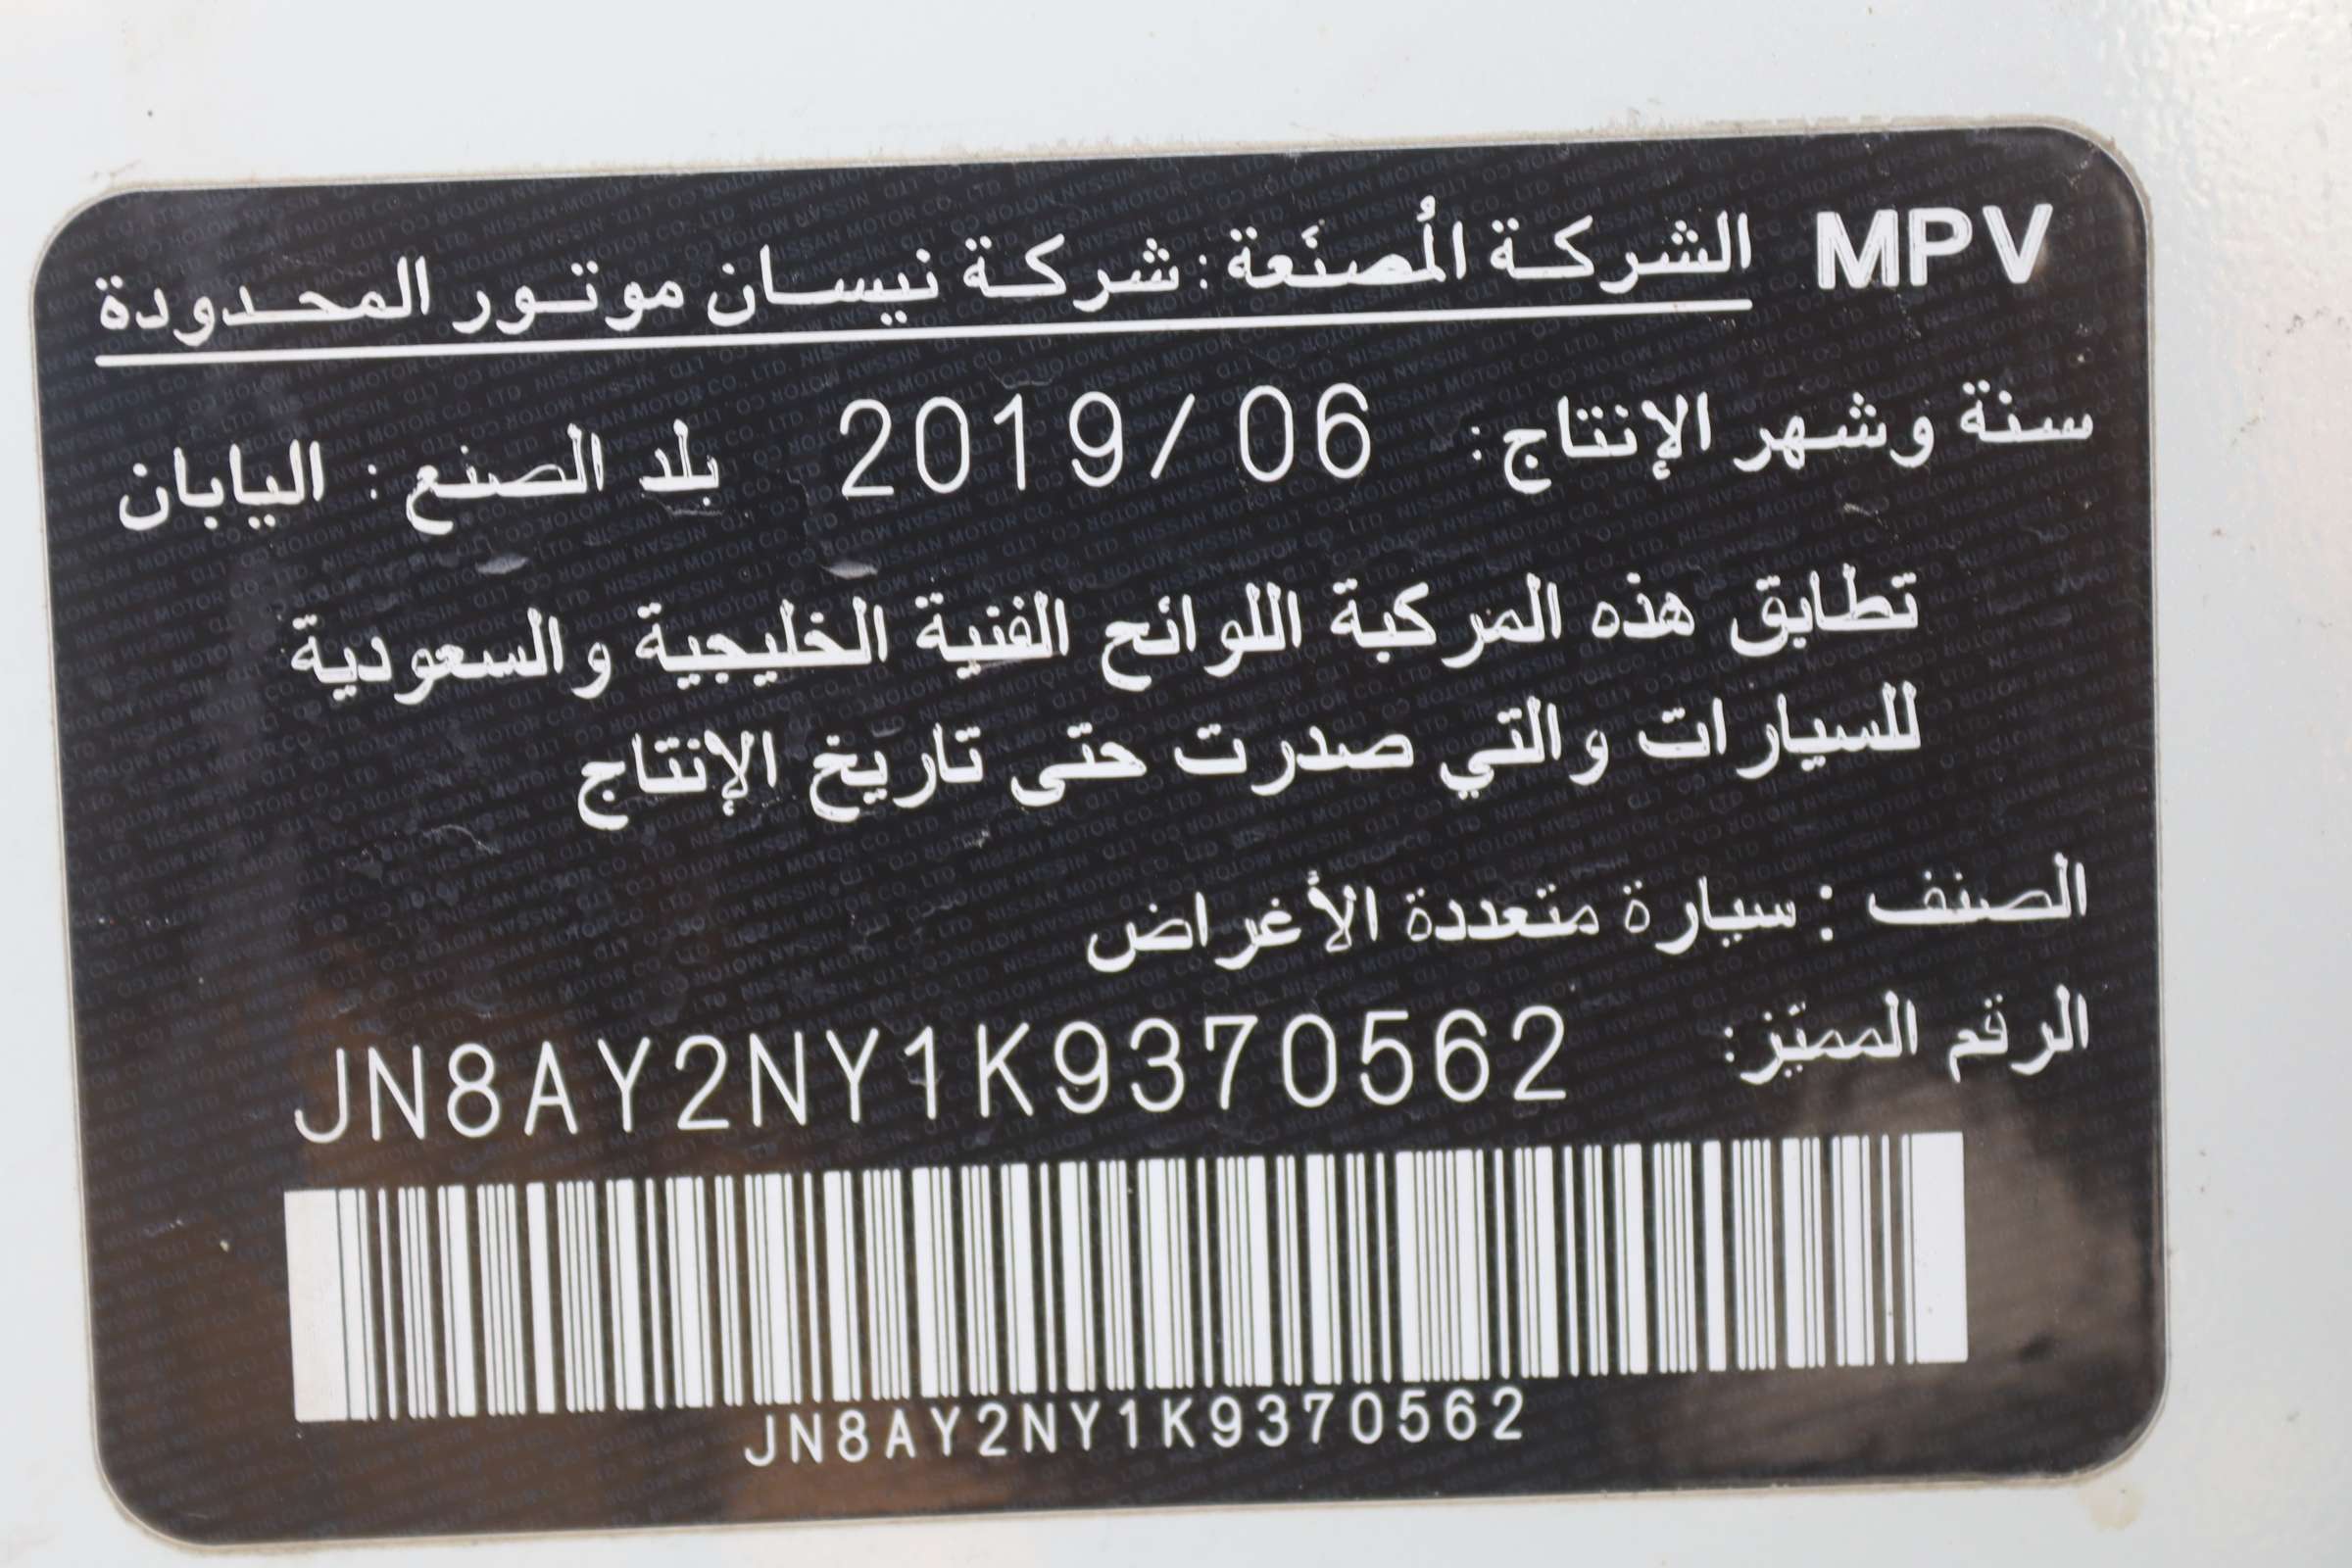 MPV الشركة المُصنَعة : شركة نيسان موتور المحدودة
سنة وشهر الإنتاج: 2019/06 بلد الصنع : اليابان
تطابق هذه المركبة اللوائح الفنية الخليجية والسعودية
للسيارات والتي صدرت حتى تاريخ الإنتاج
الصنف : سيارة متعددة الأغراض
الرقم المميّز: JN8AY2NY1K9370562
JN8AY2NY1K9370562